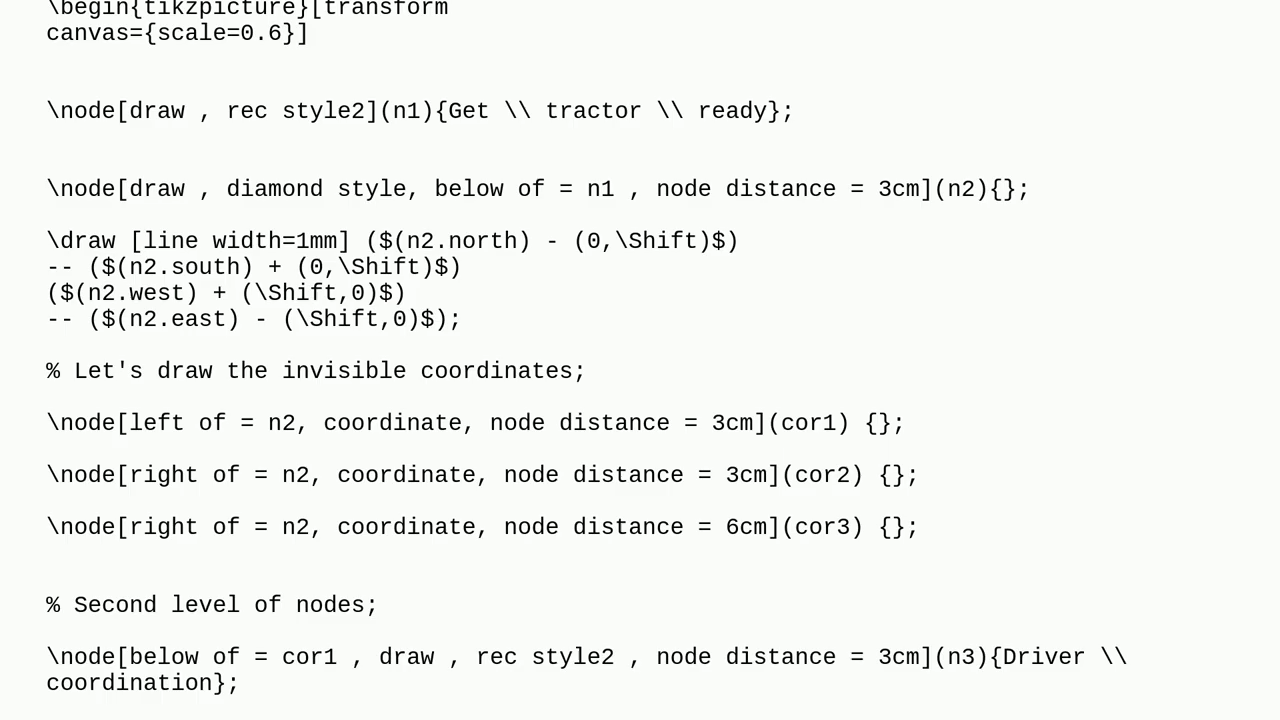 \begin{tikzpicture}[transform
canvas={scale=0.6}]
\node[draw , rec style2](n1){Get \\ tractor \\ ready};
\node[draw , diamond style, below of = n1 , node distance = 3cm](n2){};
\draw [line width=1mm] ($(n2.north) - (0,\Shift)$)
-- ($(n2.south) + (0,\Shift)$)
($(n2.west) + (\Shift,0)$)
-- ($(n2.east) - (\Shift,0)$);
% Let's draw the invisible coordinates;
\node[left of = n2, coordinate, node distance = 3cm](cor1) {};
\node[right of = n2, coordinate, node distance = 3cm](cor2) {};
\node[right of = n2, coordinate, node distance = 6cm](cor3) {};
% Second level of nodes;
\node[below of = cor1 , draw , rec style2 , node distance = 3cm](n3){Driver \\
coordination};